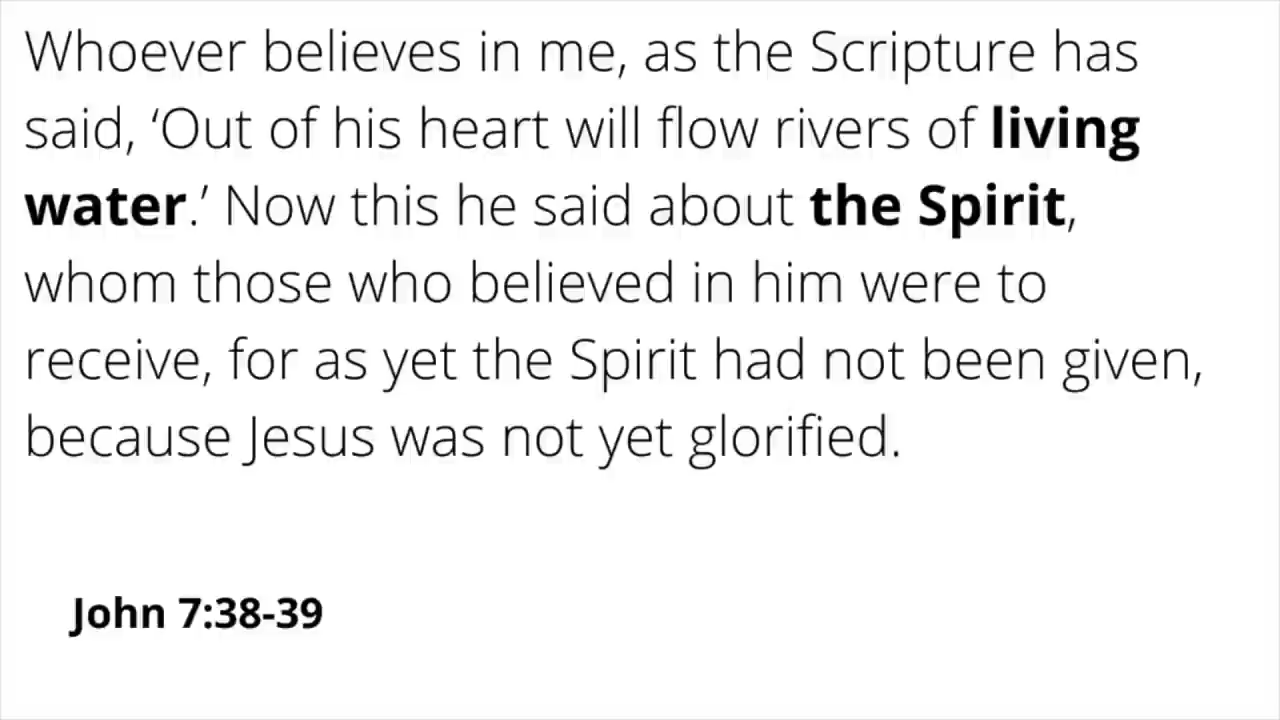 Whoever believes in me, as the Scripture has
said, ‘Out of his heart will flow rivers of living
water.’ Now this he said about the Spirit,
whom those who believed in him were to
receive, for as yet the Spirit had not been given,
because Jesus was not yet glorified.
John 7:38-39